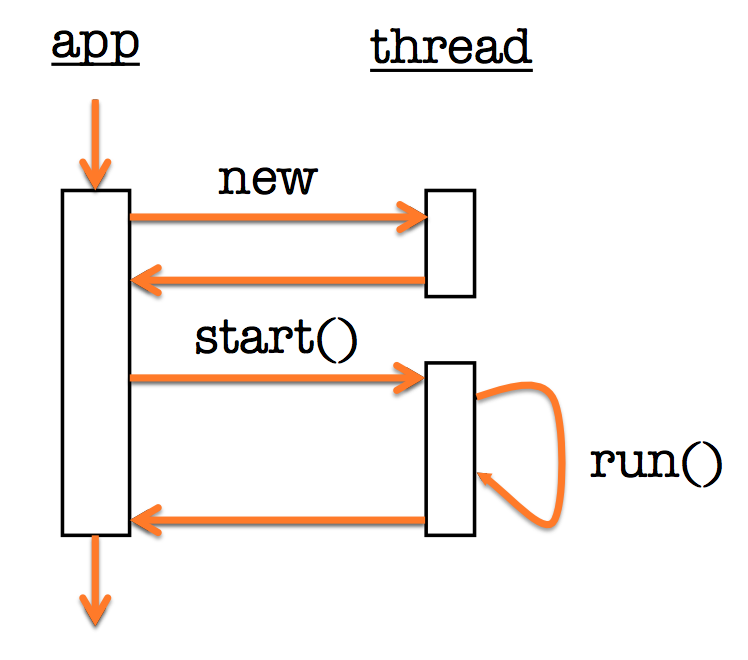 app
thread
new
start()
run()